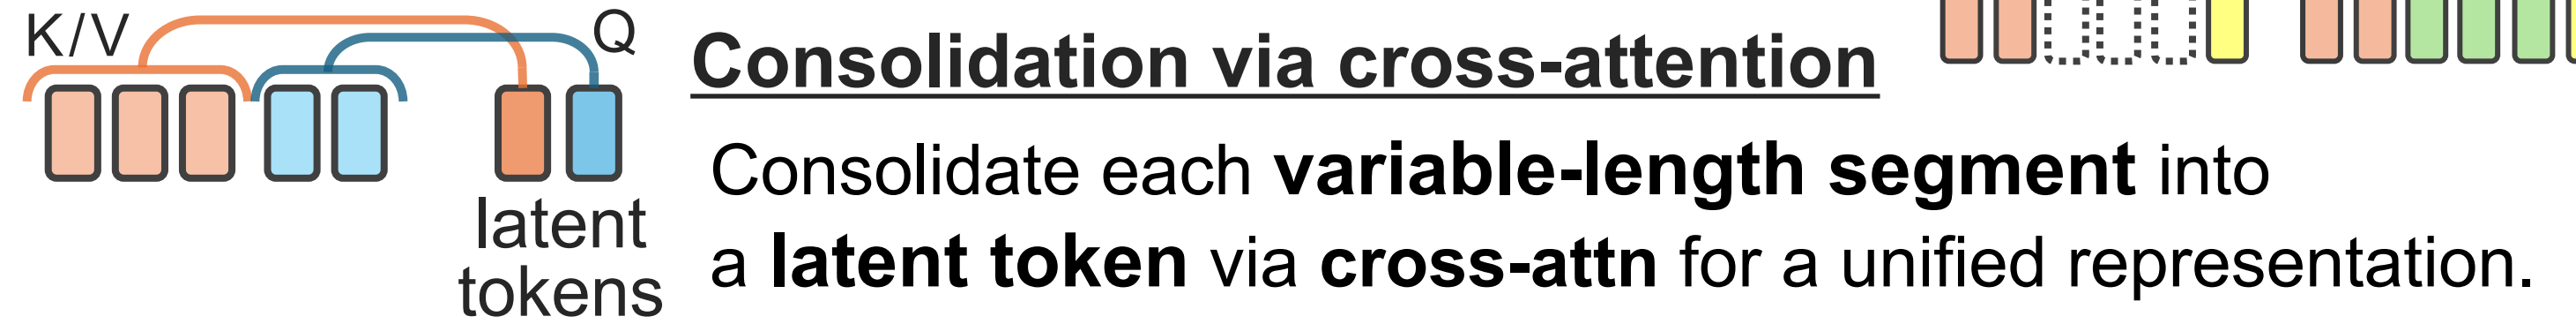 K/V
Q
latent
tokens
Consolidation via cross-attention
Consolidate each variable-length segment into
a latent token via cross-attn for a unified representation.